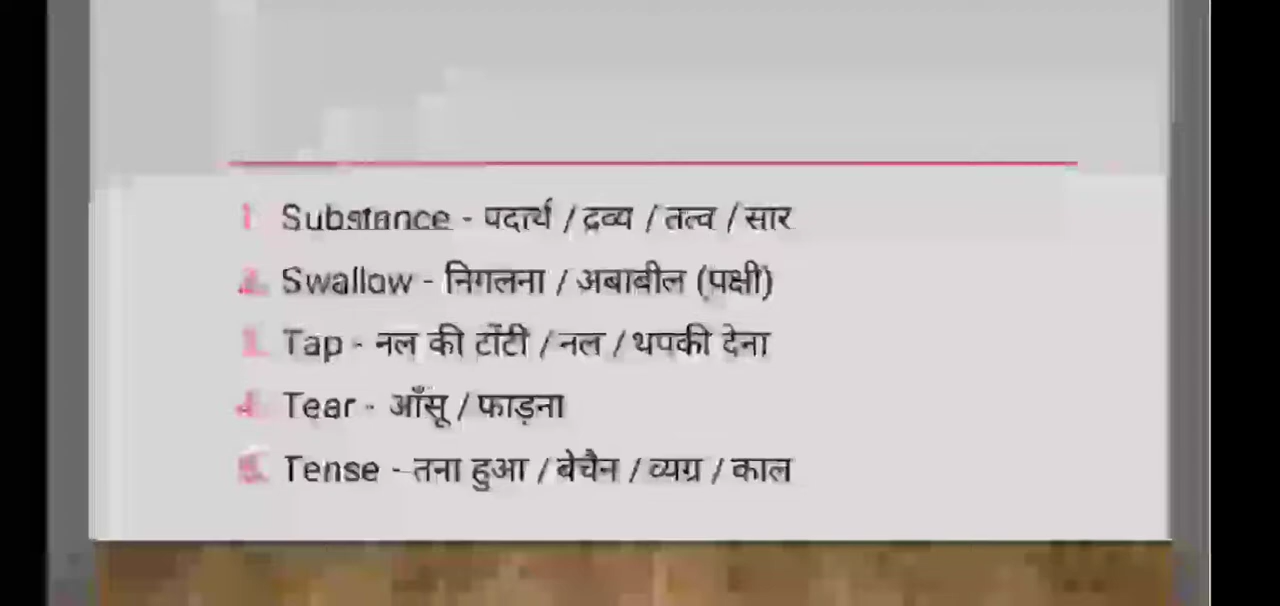 1. Substance - पदार्थ / द्रव्य / तत्व / सार
2. Swallow - निगलना / अबाबील (पक्षी)
3. Tap - नल की टोंटी / नल / थपकी देना
4. Tear - आँसू / फाड़ना
5. Tense - तना हुआ / बेचैन / व्यग्र / काल